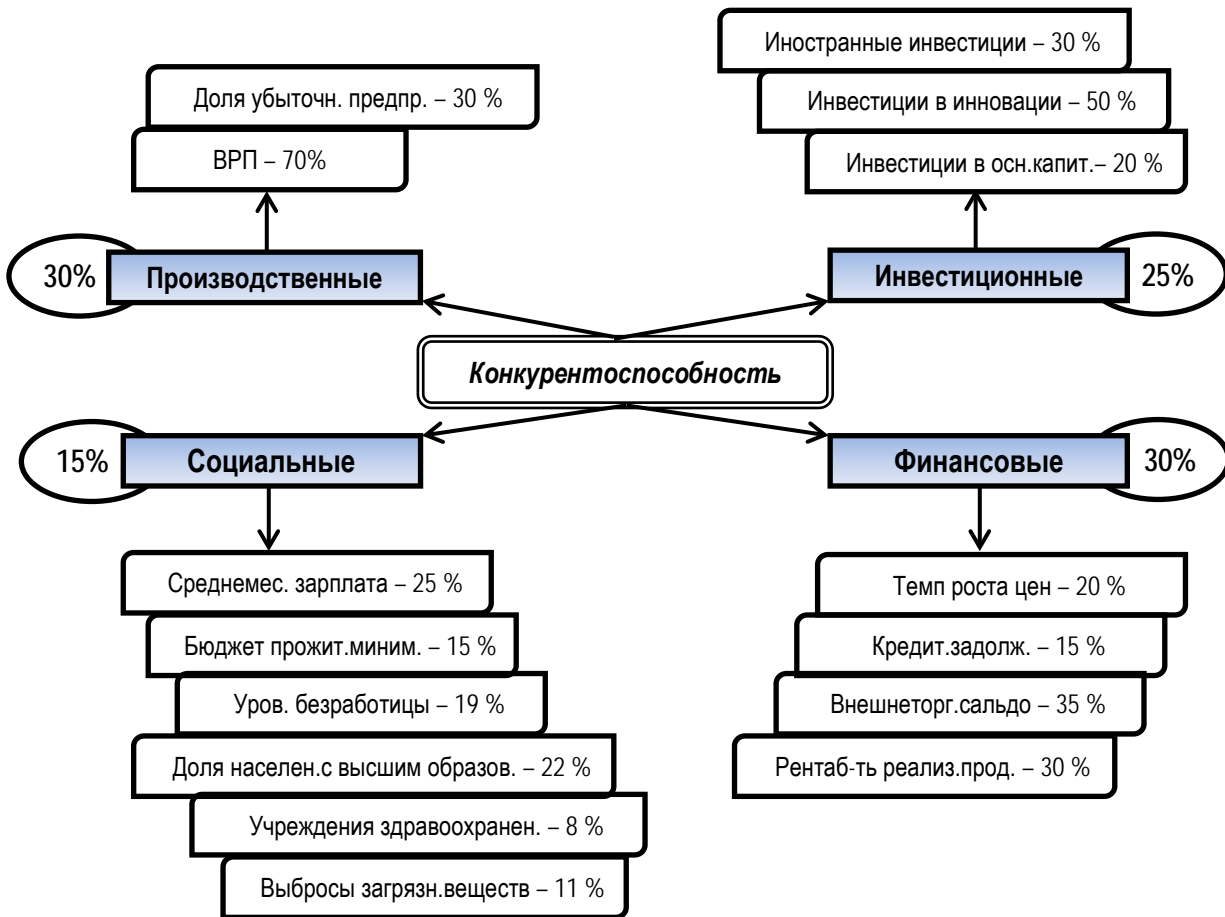 Иностранные инвестиции – 30 %
Доля убыточн. предпр. – 30 %
Инвестиции в инновации – 50 %
ВРП – 70%
Инвестиции в осн.капит.– 20 %
30%
Производственные
Инвестиционные
25%
Конкурентоспособность
15%
Социальные
Финансовые
30%
Среднемес. зарплата – 25 %
Бюджет прожит.миним. – 15 %
Уров. безработицы – 19 %
Доля населен.с высшим образов. – 22 %
Учреждения здравоохранен. – 8 %
Выбросы загрязн.веществ – 11 %
Темп роста цен – 20 %
Кредит.задолж. – 15 %
Внешнеторг.сальдо – 35 %
Рентаб-ть реализ.прод. – 30 %